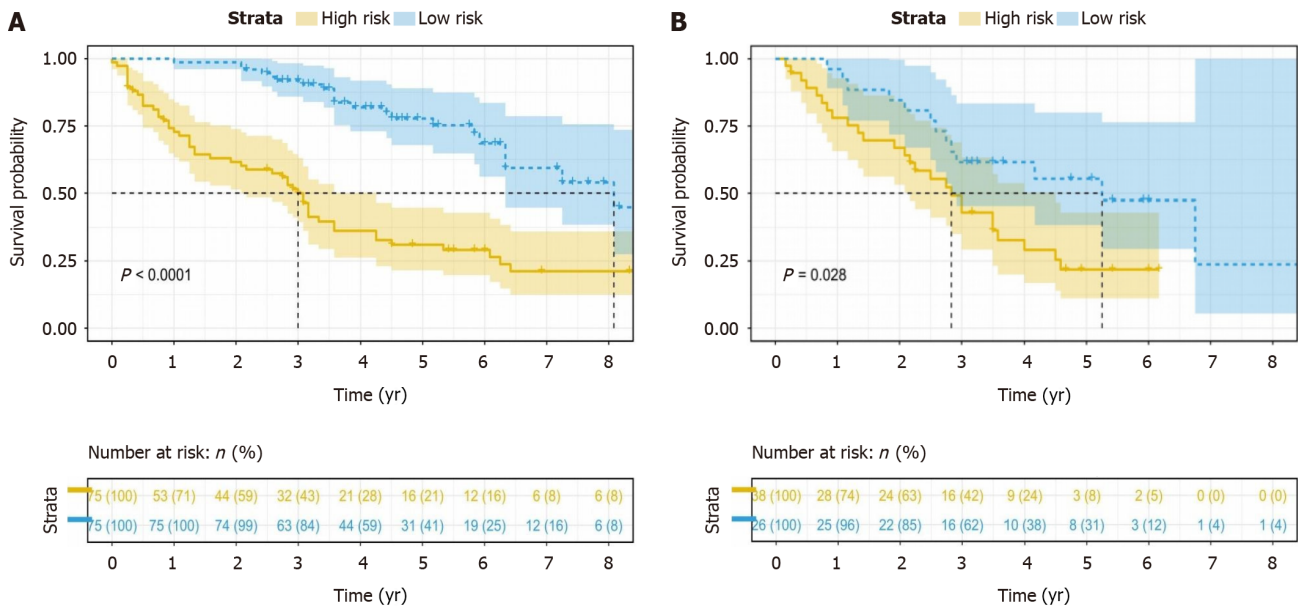 A
Strata High risk Low risk
1.00
0.75
0.50
0.25
0.00
Survival probability
P < 0.0001
0 1 2 3 4 5 6 7 8
Time (yr)
Number at risk: n (%)
Strata
75 (100) 53 (71) 44 (59) 32 (43) 21 (28) 16 (21) 12 (16) 6 (8) 6 (8)
75 (100) 75 (100) 74 (99) 63 (84) 44 (59) 31 (41) 19 (25) 12 (16) 6 (8)
0 1 2 3 4 5 6 7 8
Time (yr)
B
Strata High risk Low risk
1.00
0.75
0.50
0.25
0.00
Survival probability
P = 0.028
0 1 2 3 4 5 6 7 8
Time (yr)
Number at risk: n (%)
Strata
38 (100) 28 (74) 24 (63) 16 (42) 9 (24) 3 (8) 2 (5) 0 (0) 0 (0)
26 (100) 25 (96) 22 (85) 16 (62) 10 (38) 8 (31) 3 (12) 1 (4) 1 (4)
0 1 2 3 4 5 6 7 8
Time (yr)